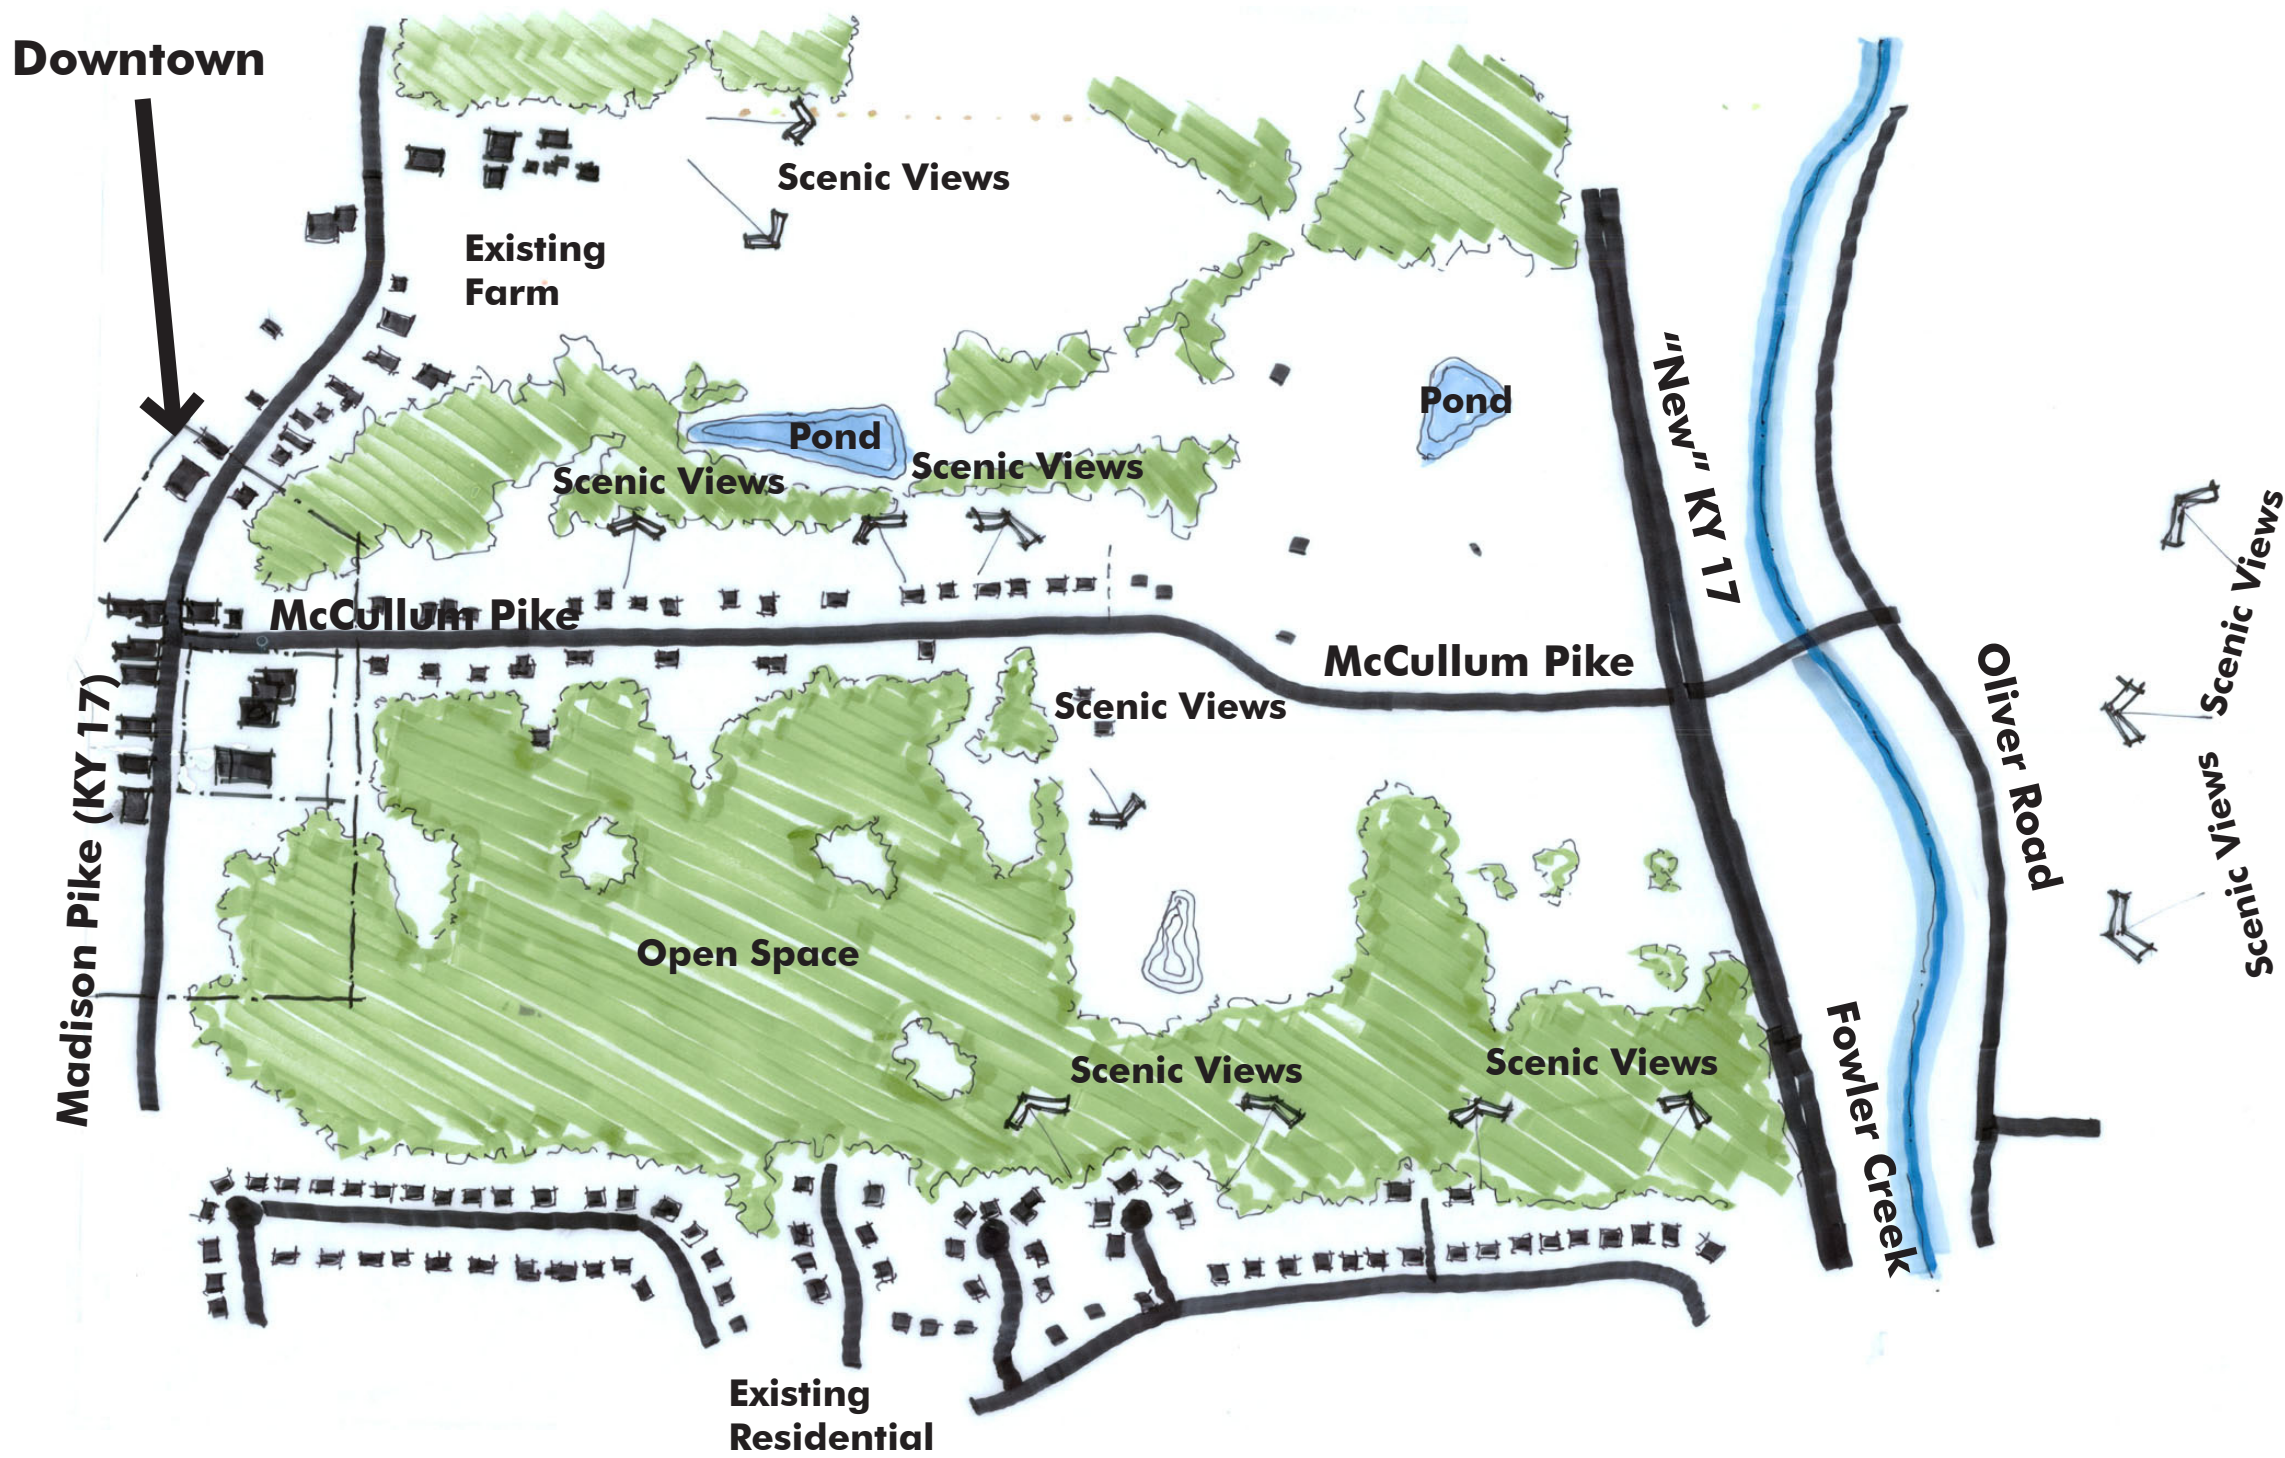 Downtown
Scenic Views
Existing
Farm
Pond
Pond
Scenic Views
Scenic Views
"New" KY 17
Scenic Views
McCullum Pike
McCullum Pike
Scenic Views
Oliver Road
Madison Pike (KY 17)
Scenic Views
Open Space
Scenic Views
Scenic Views
Fowler Creek
Existing
Residential